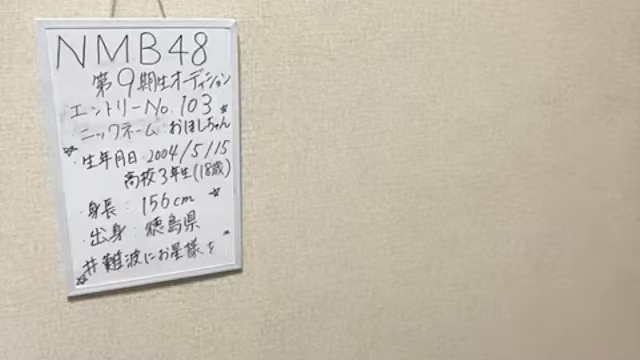 NMB48
第9期生オーディション
エントリーNo.103
ニックネーム:おほしちゃん
・生年月日:2004/5/15
高校3年生(18歳)
・身長:156cm
・出身:徳島県
#難波にお星様を